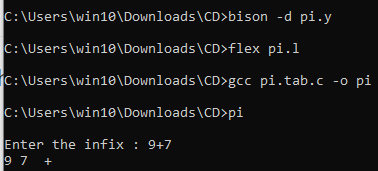 C:\Users\win10\Downloads\CD>bison -d pi.y
C:\Users\win10\Downloads\CD>flex pi.l
C:\Users\win10\Downloads\CD>gcc pi.tab.c -o pi
C:\Users\win10\Downloads\CD>pi
Enter the infix : 9+7
9 7  +